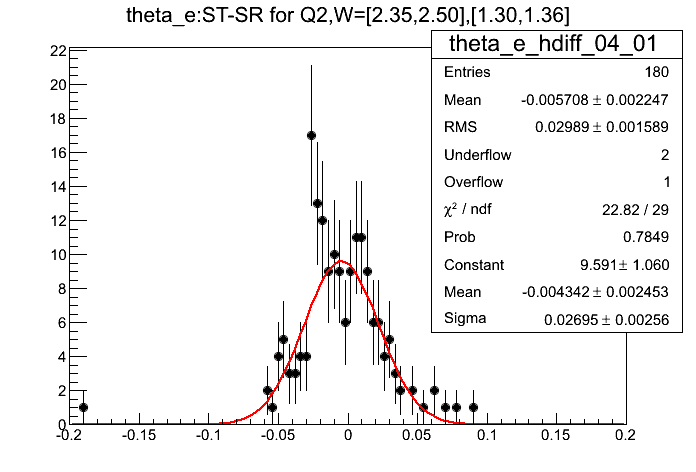 theta_e:ST-SR for Q2,W=[2.35,2.50],[1.30,1.36]
theta_e_hdiff_04_01
Entries 180
Mean -0.005708 ± 0.002247
RMS 0.02989 ± 0.001589
Underflow 2
Overflow 1
χ² / ndf 22.82 / 29
Prob 0.7849
Constant 9.591± 1.060
Mean -0.004342 ± 0.002453
Sigma 0.02695 ± 0.00256
22
20
18
16
14
12
10
8
6
4
2
0
-0.2 -0.15 -0.1 -0.05 0 0.05 0.1 0.15 0.2